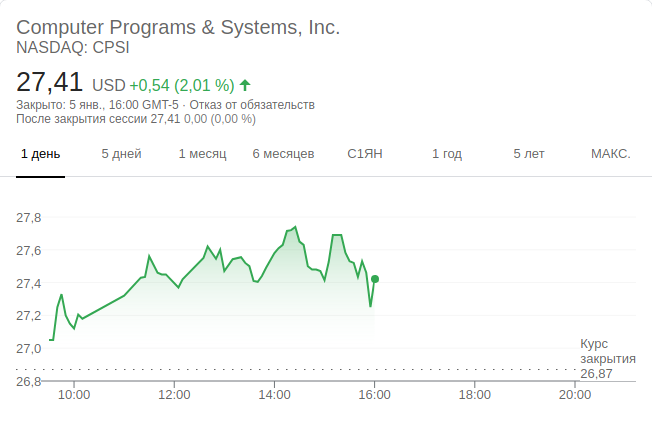 Computer Programs & Systems, Inc.
NASDAQ: CPSI
27,41 USD +0,54 (2,01 %)
Закрыто: 5 янв., 16:00 GMT-5 · Отказ от обязательств
После закрытия сессии 27,41 0,00 (0,00 %)
1 день 5 дней 1 месяц 6 месяцев С1ЯН 1 год 5 лет МАКС.
27,8
27,6
27,4
27,2
27,0
26,8
Курс
закрытия
26,87
10:00 12:00 14:00 16:00 18:00 20:00